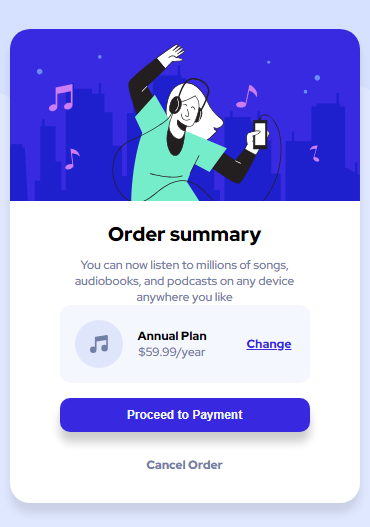 Order summary
You can now listen to millions of songs,
audiobooks, and podcasts on any device
anywhere you like
Annual Plan
$59.99/year
Change
Proceed to Payment
Cancel Order